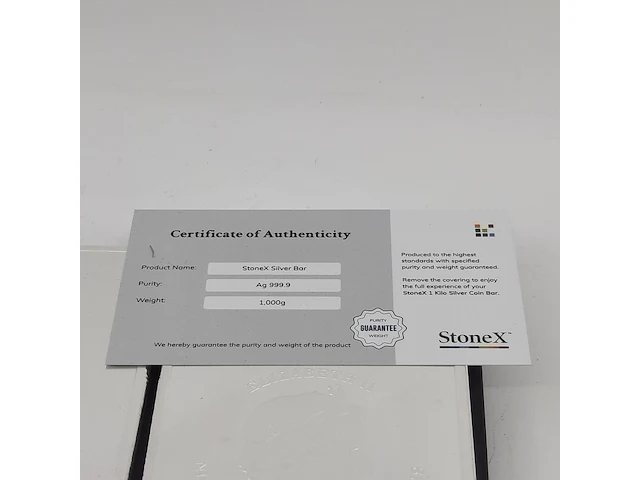 Certificate of Authenticity
Product Name: StoneX Silver Bar
Purity: Ag 999.9
Weight: 1,000g
We hereby guarantee the purity and weight of the product
PURITY
GUARANTEE
WEIGHT
Produced to the highest
standards with specified
purity and weight guaranteed.
Remove the covering to enjoy
the full experience of your
StoneX 1 Kilo Silver Coin Bar.
StoneX™